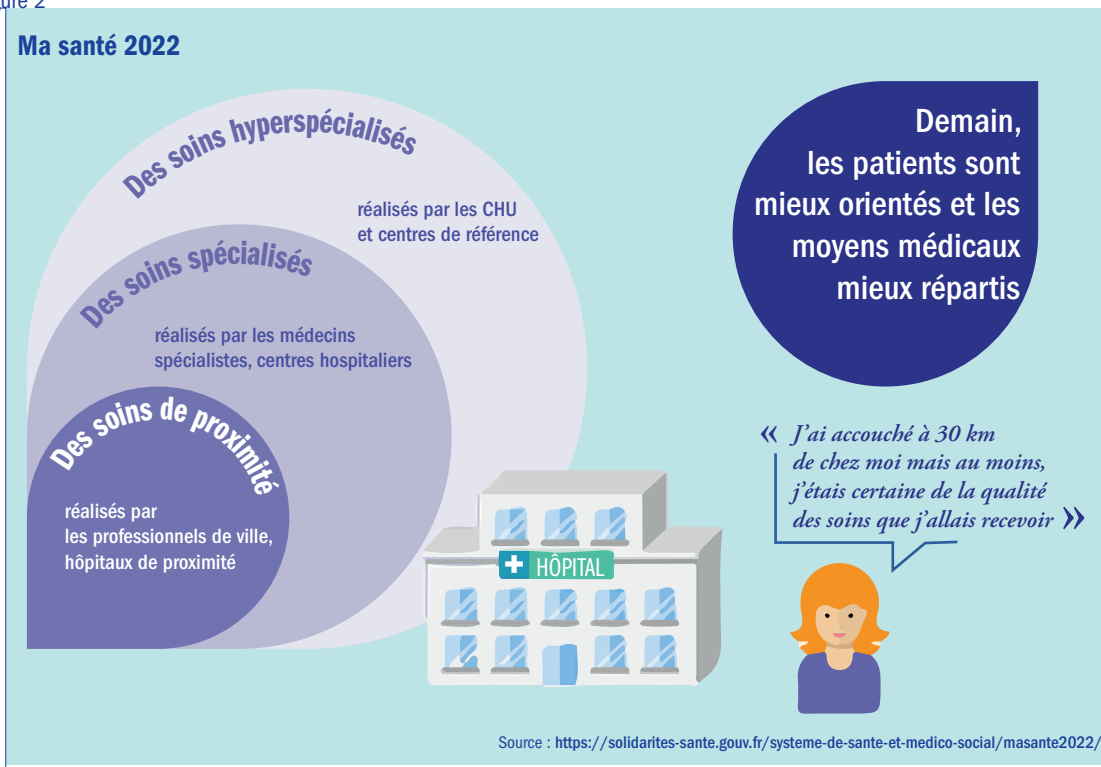 ure 2
Ma santé 2022
Des soins hyperspécialisés
réalisés par les CHU
et centres de référence
Des soins spécialisés
réalisés par les médecins
spécialistes, centres hospitaliers
Des soins de proximité
réalisés par
les professionnels de ville,
hôpitaux de proximité
Demain,
les patients sont
mieux orientés et les
moyens médicaux
mieux répartis
« J'ai accouché à 30 km
de chez moi mais au moins,
j'étais certaine de la qualité
des soins que j'allais recevoir »
HÔPITAL
Source : https://solidarites-sante.gouv.fr/systeme-de-sante-et-medico-social/masante2022/